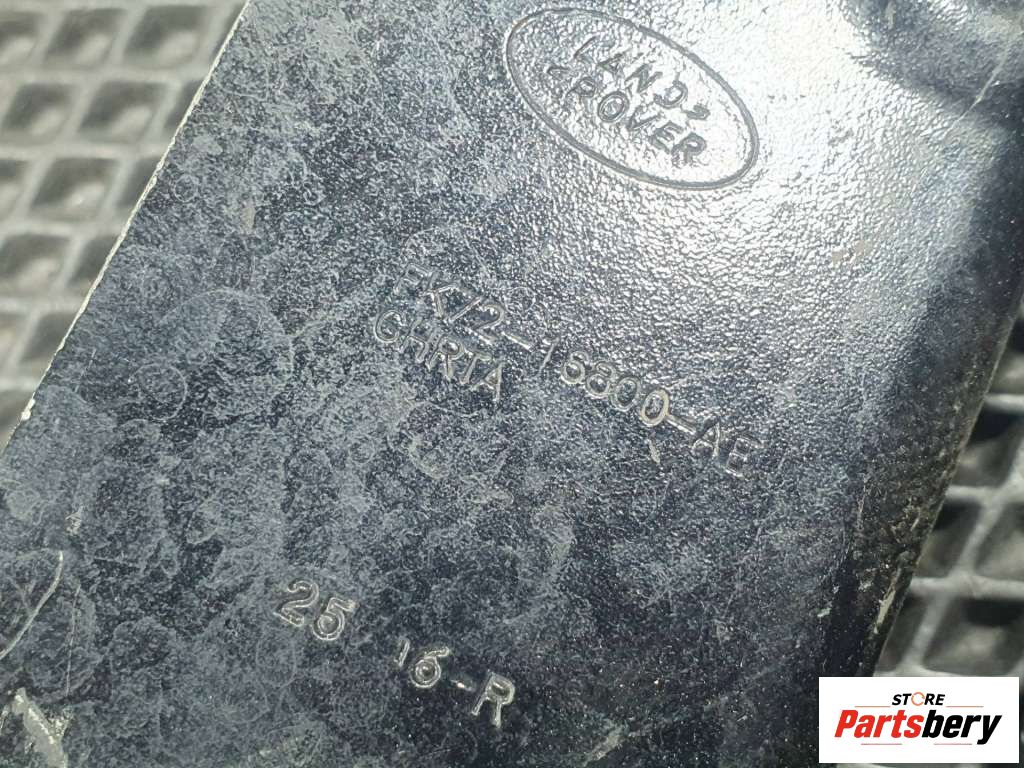 LAND
ROVER
FK72-16800-AE
GHRTA
25 16-R
STORE
Partsbery